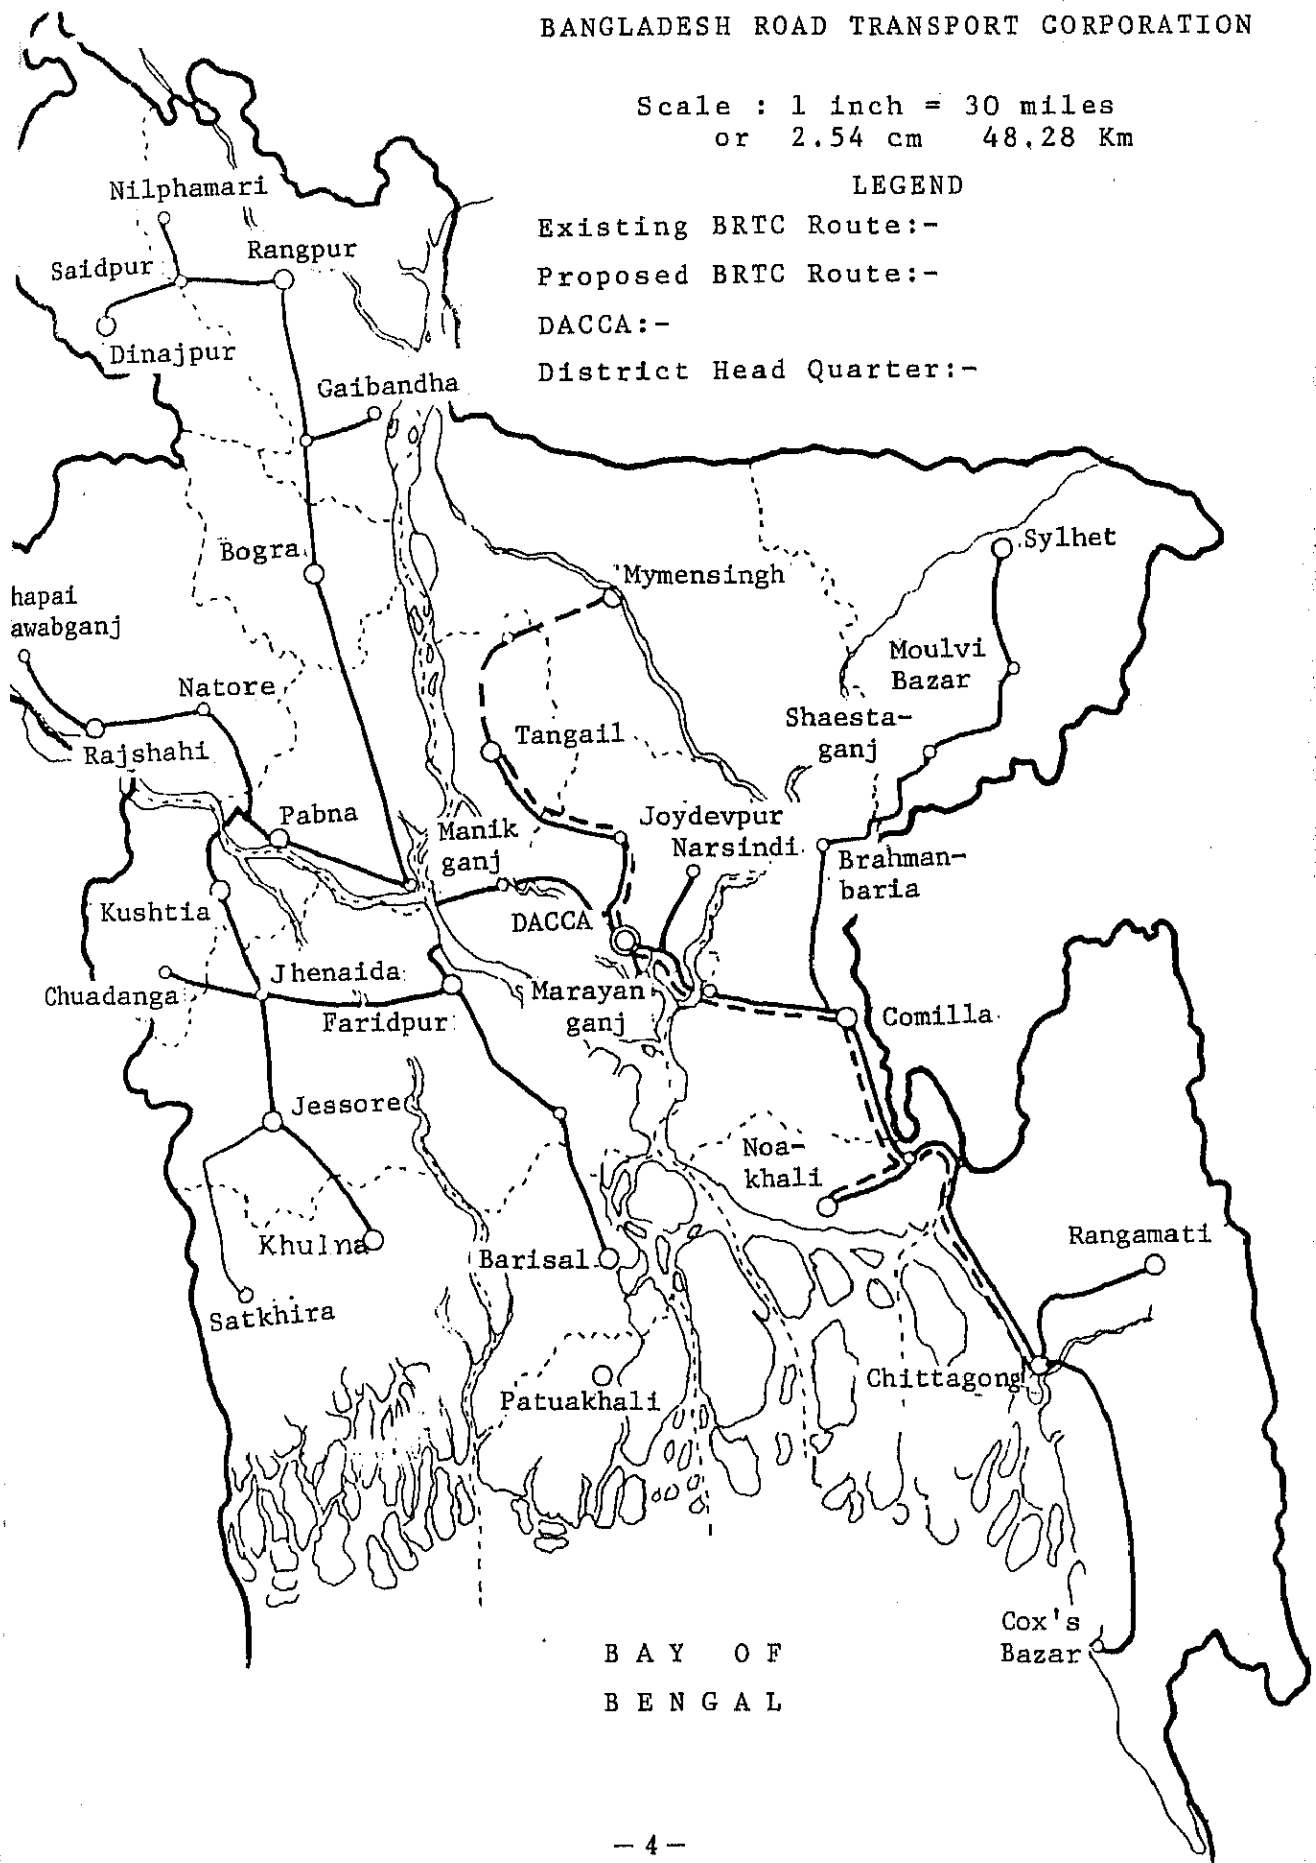 BANGLADESH ROAD TRANSPORT CORPORATION
Scale : 1 inch = 30 miles
or 2.54 cm 48.28 Km
LEGEND
Existing BRTC Route:-
Proposed BRTC Route:-
DACCA:-
District Head Quarter:-
Nilphamari
Saidpur
Rangpur
Dinajpur
Gaibandha
Bogra
Sylhet
Mymensingh
hapai
awabganj
Moulvi
Bazar
Natore
Shaesta-
ganj
Tangail
Rajshahi
Pabna
Manik
ganj
Joydevpur
Narsindi
Brahman-
baria
Kushtia
DACCA
Jhenaida
Chuadanga
Marayan
ganj
Faridpur
Comilla
Jessore
Noa-
khali
Khulna
Barisal
Rangamati
Satkhira
Chittagong
Patuakhali
Cox's
Bazar
BAY OF
BENGAL
— 4 —